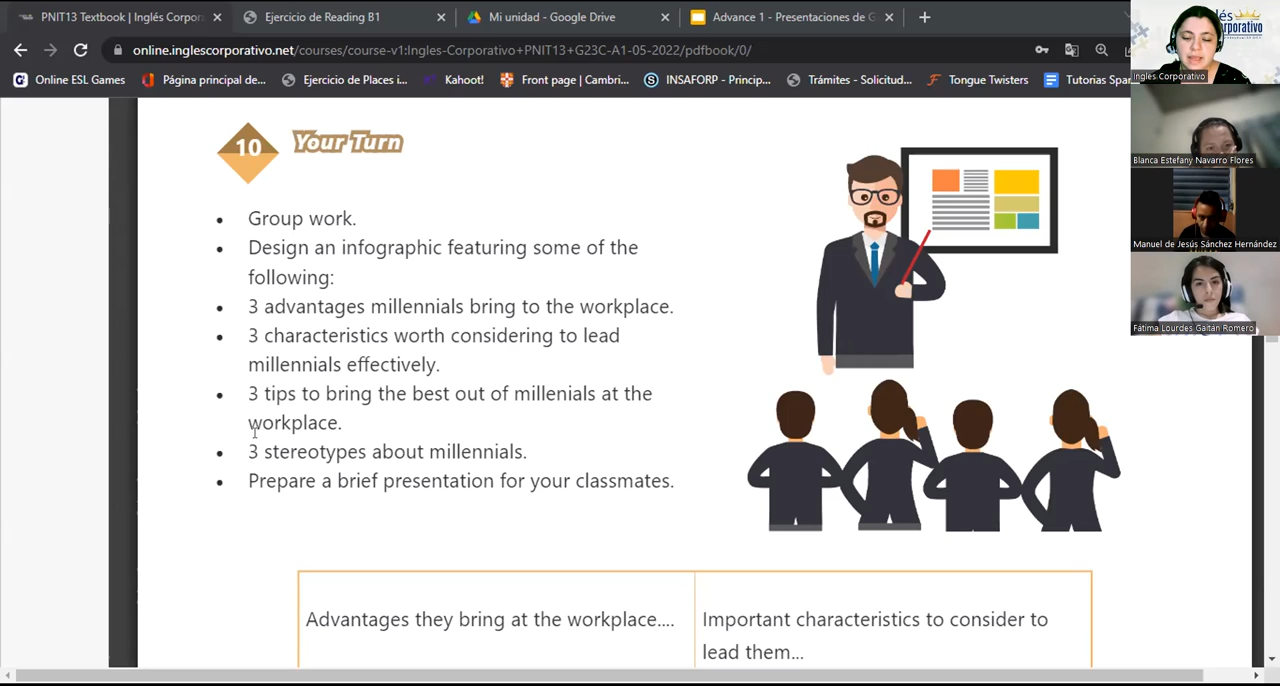 PNIT13 Textbook | Inglés Corpor
Ejercicio de Reading B1
Mi unidad - Google Drive
Advance 1 - Presentaciones de G
online.inglescorporativo.net/courses/course-v1:Ingles-Corporativo+PNIT13+G23C-A1-05-2022/pdfbook/0/
Online ESL Games
Página principal de...
Ejercicio de Places i...
Kahoot!
Front page | Cambri...
INSAFORP - Princip...
Trámites - Solicitud...
Tongue Twisters
Tutorias Spar
Ingles Corporativo
Blanca Estefany Navarro Flores
Manuel de Jesús Sánchez Hernández
Fátima Lourdes Gaitán Romero
10 Your Turn
• Group work.
• Design an infographic featuring some of the
following:
• 3 advantages millennials bring to the workplace.
• 3 characteristics worth considering to lead
millennials effectively.
• 3 tips to bring the best out of millenials at the
workplace.
• 3 stereotypes about millennials.
• Prepare a brief presentation for your classmates.
Advantages they bring at the workplace....
Important characteristics to consider to
lead them...